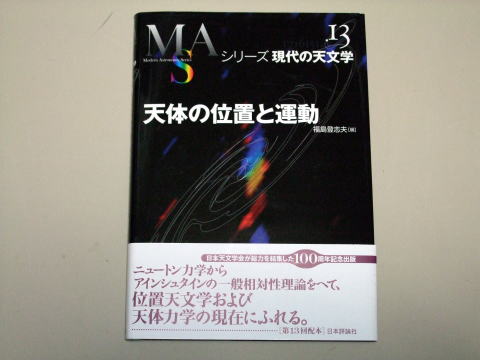 MAS
Modern Astronomy Series
シリーズ 現代の天文学
.13
天体の位置と運動
福島登志夫[編]
日本天文学会が総力を結集した100周年記念出版
ニュートン力学から
アインシュタインの一般相対性理論をへて、
位置天文学および
天体力学の現在にふれる。
[第13回配本] 日本評論社